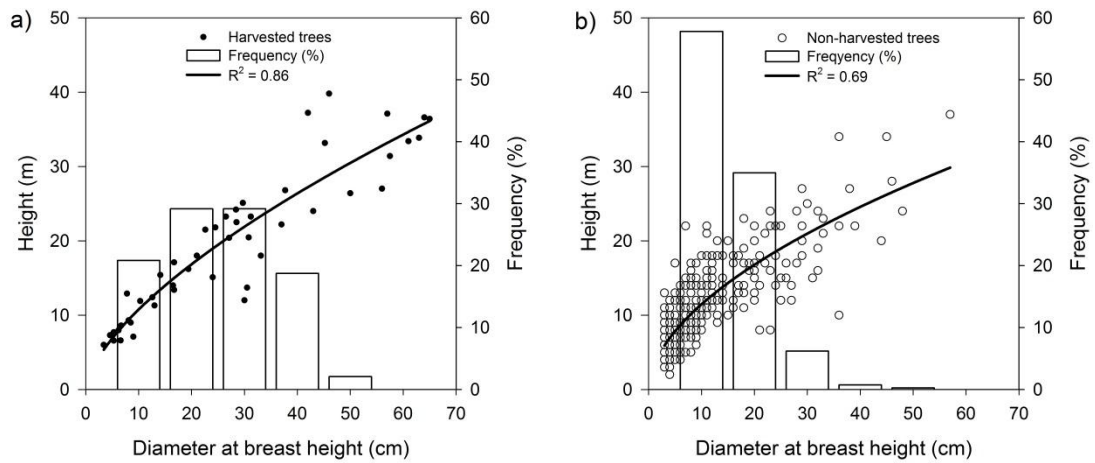 a)
Harvested trees
Frequency (%)
R² = 0.86
Height (m)
50
40
30
20
10
0
60
50
40
30
20
10
0
Frequency (%)
0 10 20 30 40 50 60 70
Diameter at breast height (cm)
b)
Non-harvested trees
Freqyency (%)
R² = 0.69
Height (m)
50
40
30
20
10
0
60
50
40
30
20
10
0
Frequency (%)
0 10 20 30 40 50 60 70
Diameter at breast height (cm)